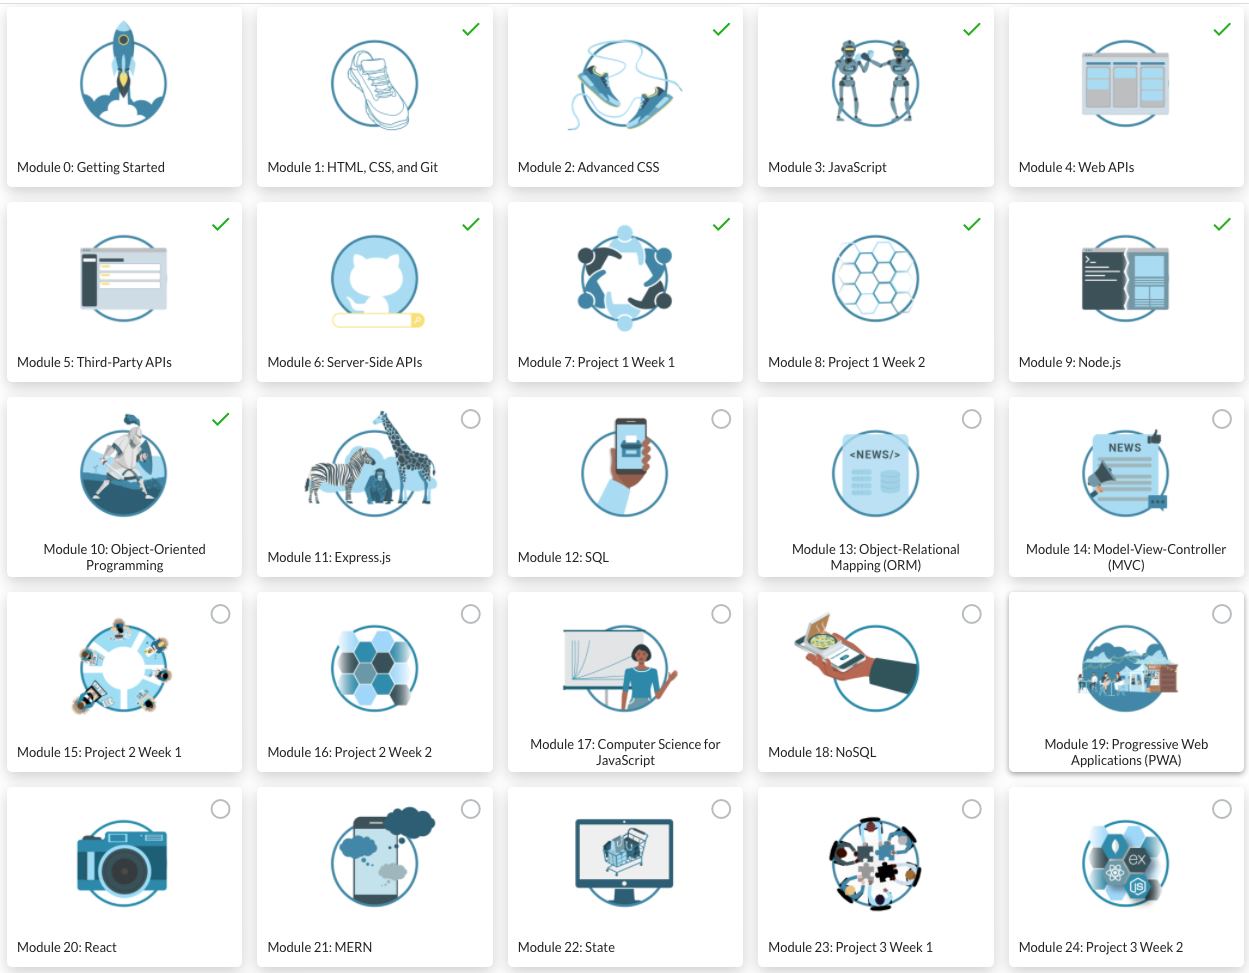 Module 0: Getting Started
Module 1: HTML, CSS, and Git
Module 2: Advanced CSS
Module 3: JavaScript
Module 4: Web APIs
Module 5: Third-Party APIs
Module 6: Server-Side APIs
Module 7: Project 1 Week 1
Module 8: Project 1 Week 2
>_
Module 9: Node.js
Module 10: Object-Oriented
Programming
Module 11: Express.js
Module 12: SQL
<NEWS/>
Module 13: Object-Relational
Mapping (ORM)
NEWS
Module 14: Model-View-Controller
(MVC)
Module 15: Project 2 Week 1
Module 16: Project 2 Week 2
Module 17: Computer Science for
JavaScript
Module 18: NoSQL
Module 19: Progressive Web
Applications (PWA)
Module 20: React
Module 21: MERN
Module 22: State
Module 23: Project 3 Week 1
ex
JS
Module 24: Project 3 Week 2